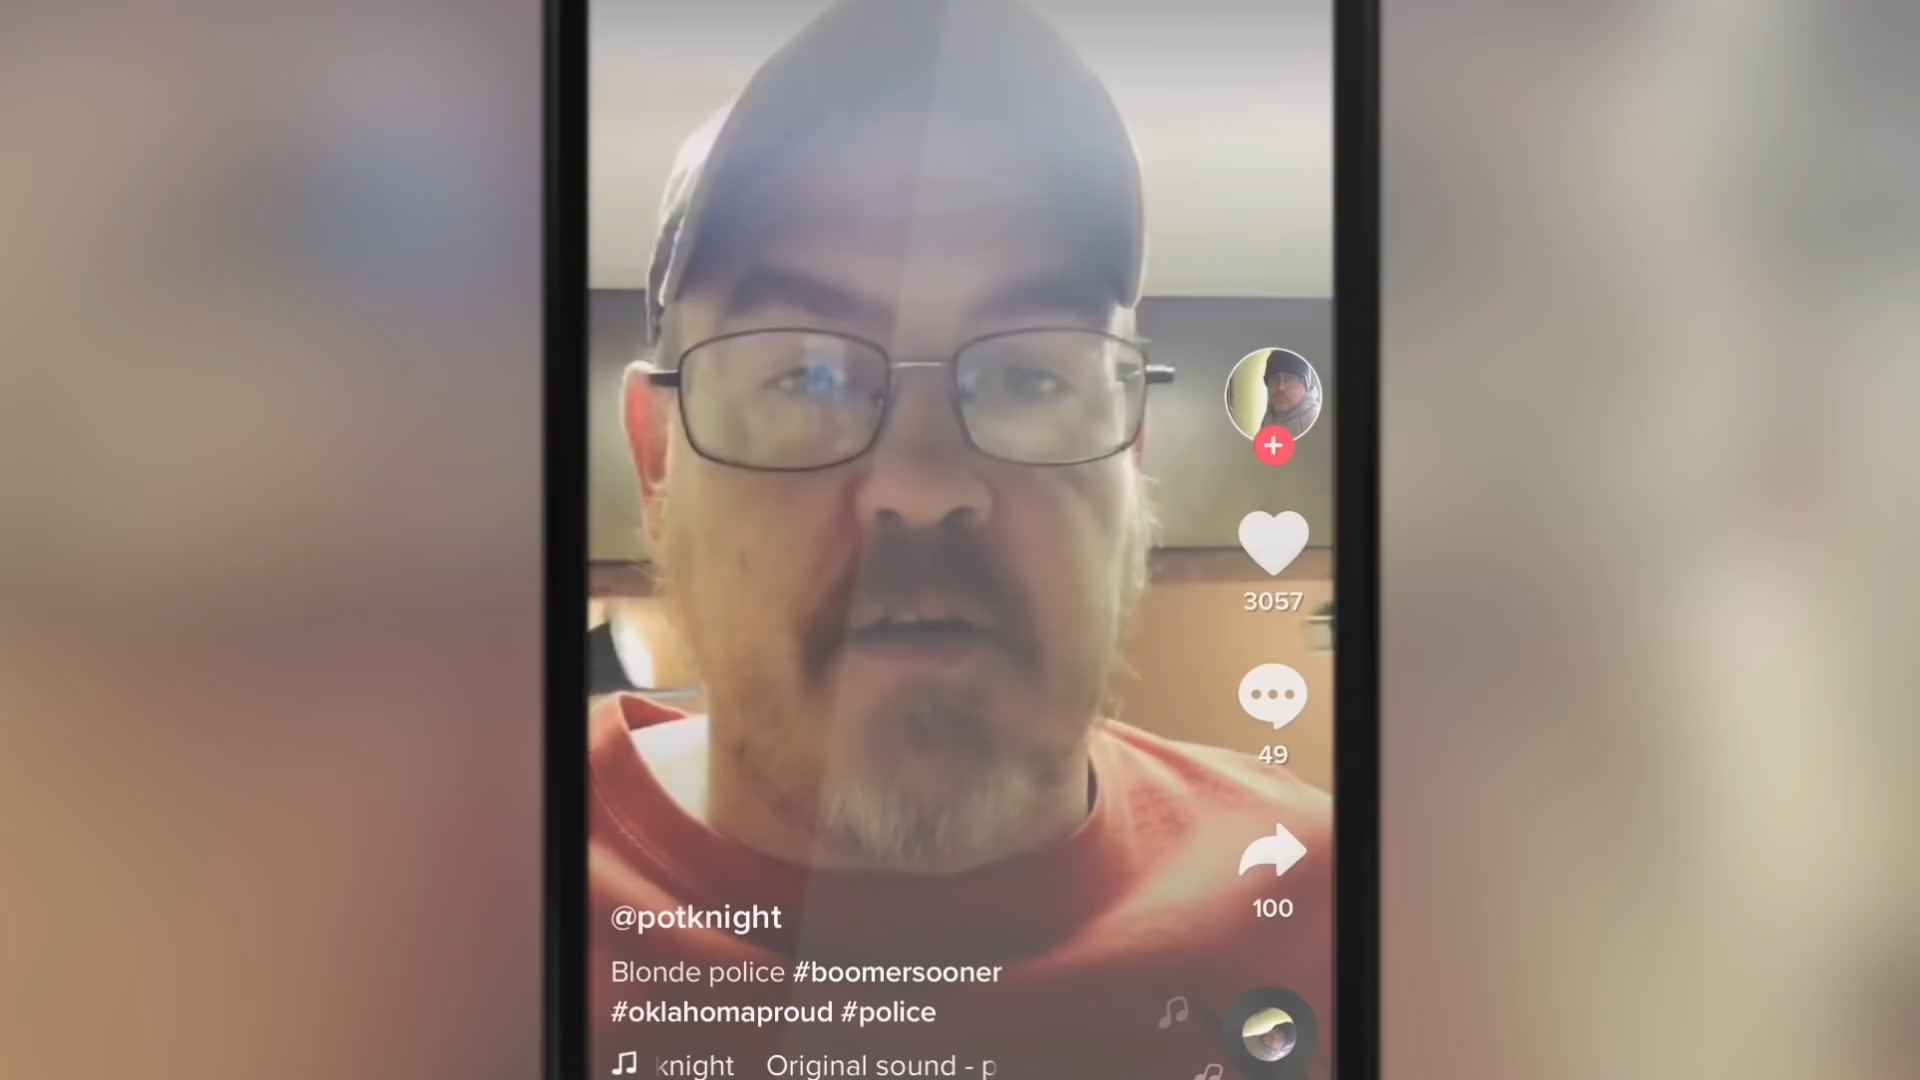 3057
49
100
@potknight
Blonde police #boomersooner
#oklahomaproud #police
knight Original sound - p